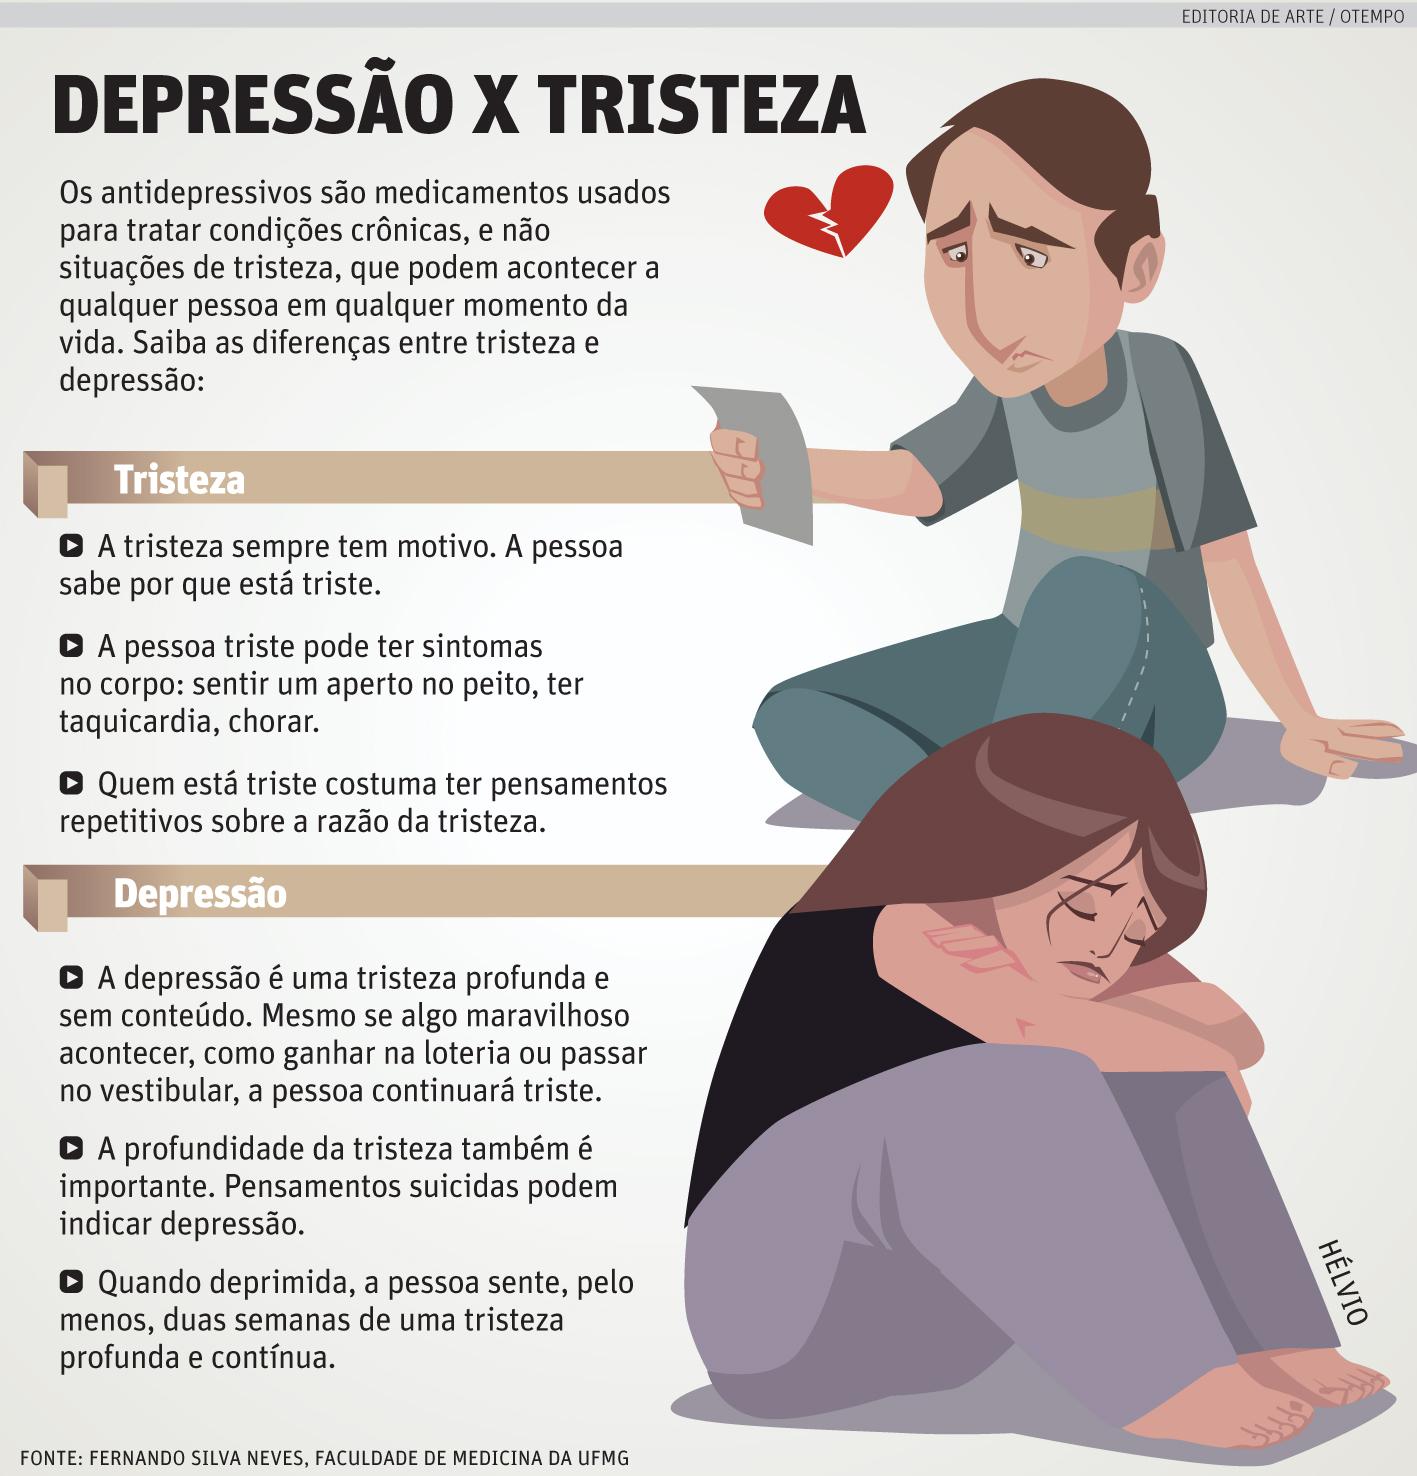 EDITORIA DE ARTE / OTEMPO
DEPRESSÃO X TRISTEZA
Os antidepressivos são medicamentos usados
para tratar condições crônicas, e não
situações de tristeza, que podem acontecer a
qualquer pessoa em qualquer momento da
vida. Saiba as diferenças entre tristeza e
depressão:
Tristeza
A tristeza sempre tem motivo. A pessoa
sabe por que está triste.
A pessoa triste pode ter sintomas
no corpo: sentir um aperto no peito, ter
taquicardia, chorar.
Quem está triste costuma ter pensamentos
repetitivos sobre a razão da tristeza.
Depressão
A depressão é uma tristeza profunda e
sem conteúdo. Mesmo se algo maravilhoso
acontecer, como ganhar na loteria ou passar
no vestibular, a pessoa continuará triste.
A profundidade da tristeza também é
importante. Pensamentos suicidas podem
indicar depressão.
Quando deprimida, a pessoa sente, pelo
menos, duas semanas de uma tristeza
profunda e contínua.
HÉLVIO
FONTE: FERNANDO SILVA NEVES, FACULDADE DE MEDICINA DA UFMG